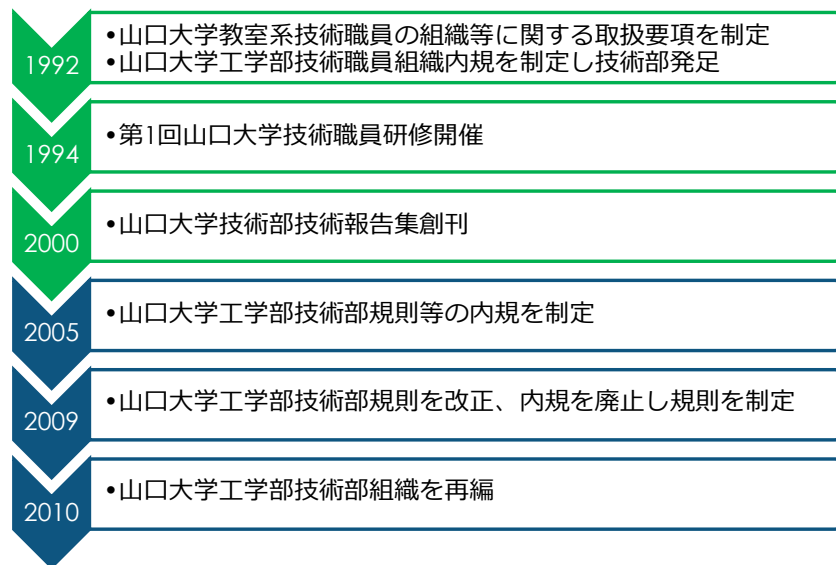 1992
•山口大学教室系技術職員の組織等に関する取扱要項を制定
•山口大学工学部技術職員組織内規を制定し技術部発足
1994
•第1回山口大学技術職員研修開催
2000
•山口大学技術部技術報告集創刊
2005
•山口大学工学部技術部規則等の内規を制定
2009
•山口大学工学部技術部規則を改正、内規を廃止し規則を制定
2010
•山口大学工学部技術部組織を再編